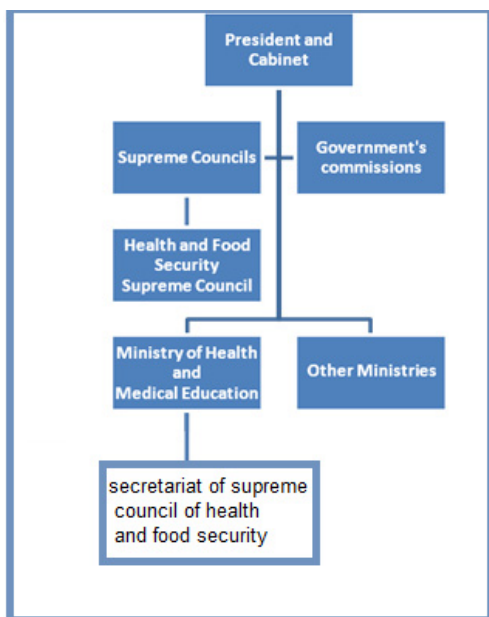 President and
Cabinet
Supreme Councils
Government's
commissions
Health and Food
Security
Supreme Council
Ministry of Health
and
Medical Education
Other Ministries
secretariat of supreme
council of health
and food security